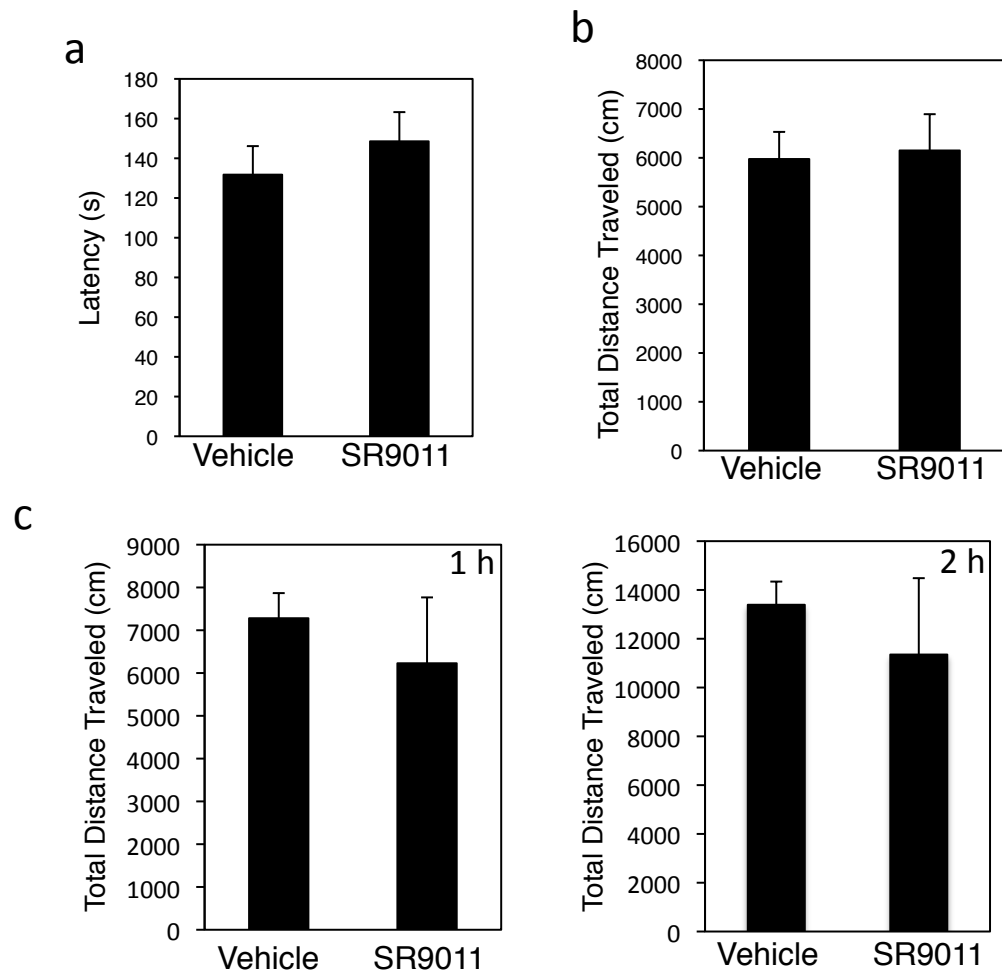 a
Latency (s)
180
160
140
120
100
80
60
40
20
0
Vehicle SR9011
b
Total Distance Traveled (cm)
8000
7000
6000
5000
4000
3000
2000
1000
0
Vehicle SR9011
c
Total Distance Traveled (cm)
9000
8000
7000
6000
5000
4000
3000
2000
1000
0
1 h
Vehicle SR9011
Total Distance Traveled (cm)
16000
14000
12000
10000
8000
6000
4000
2000
0
2 h
Vehicle SR9011